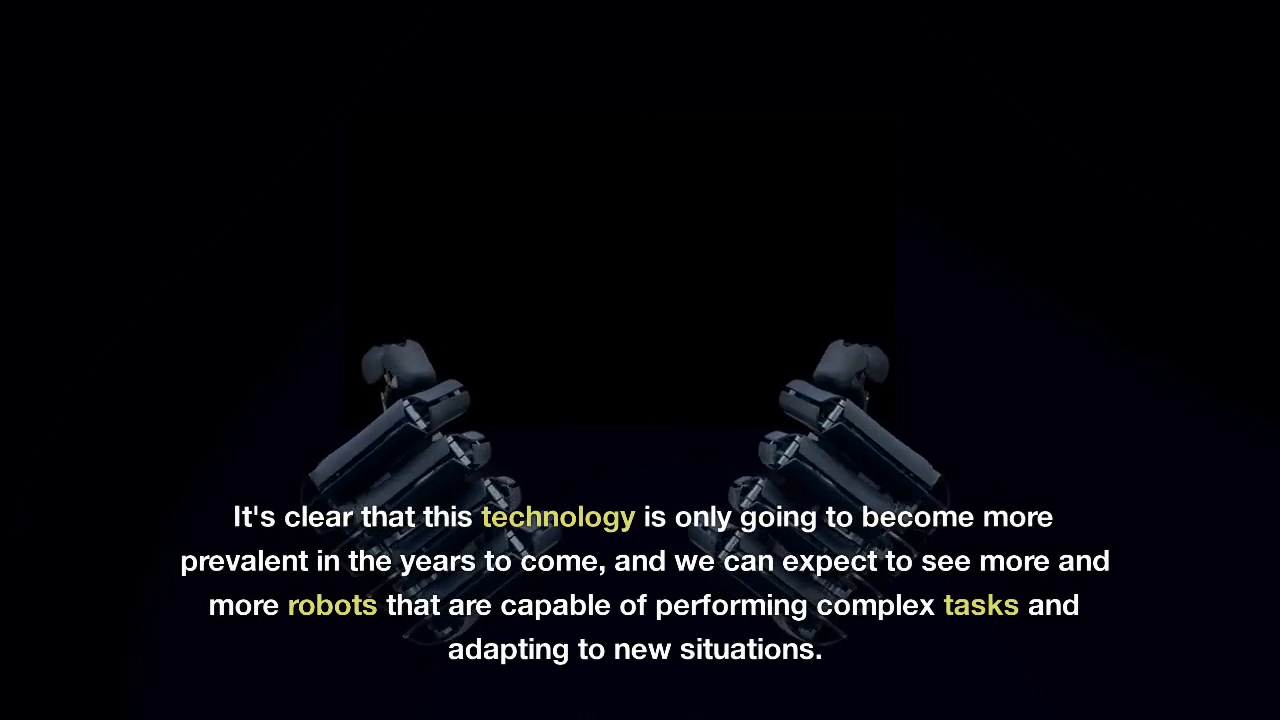 It's clear that this technology is only going to become more
prevalent in the years to come, and we can expect to see more and
more robots that are capable of performing complex tasks and
adapting to new situations.